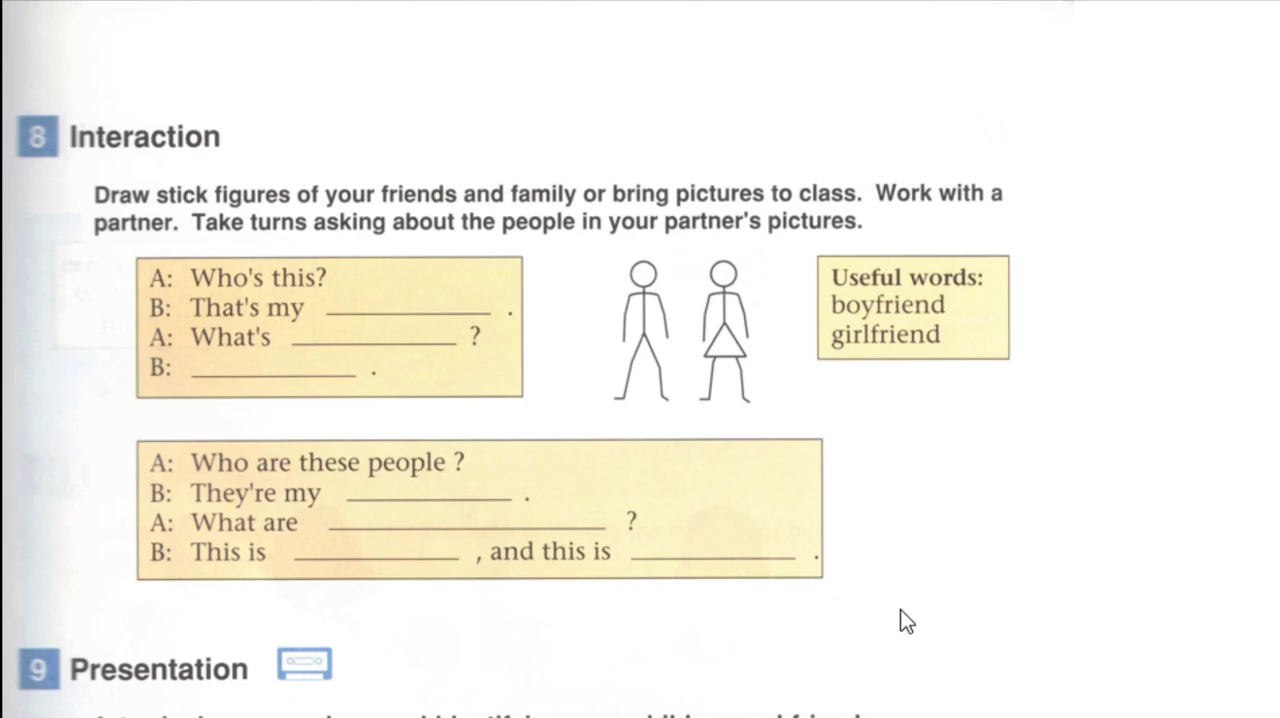 8 Interaction
Draw stick figures of your friends and family or bring pictures to class. Work with a
partner. Take turns asking about the people in your partner's pictures.
A: Who's this?
B: That's my ____________ .
A: What's ____________ ?
B: ____________ .
Useful words:
boyfriend
girlfriend
A: Who are these people ?
B: They're my ____________ .
A: What are ____________________ ?
B: This is ____________ , and this is ____________ .
9 Presentation